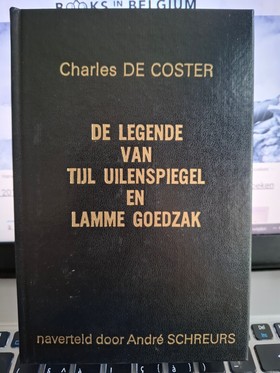 BOOKS IN BELGIUM
Charles DE COSTER
DE LEGENDE
VAN
TIJL UILENSPIEGEL
EN
LAMME GOEDZAK
naverteld door André SCHREURS